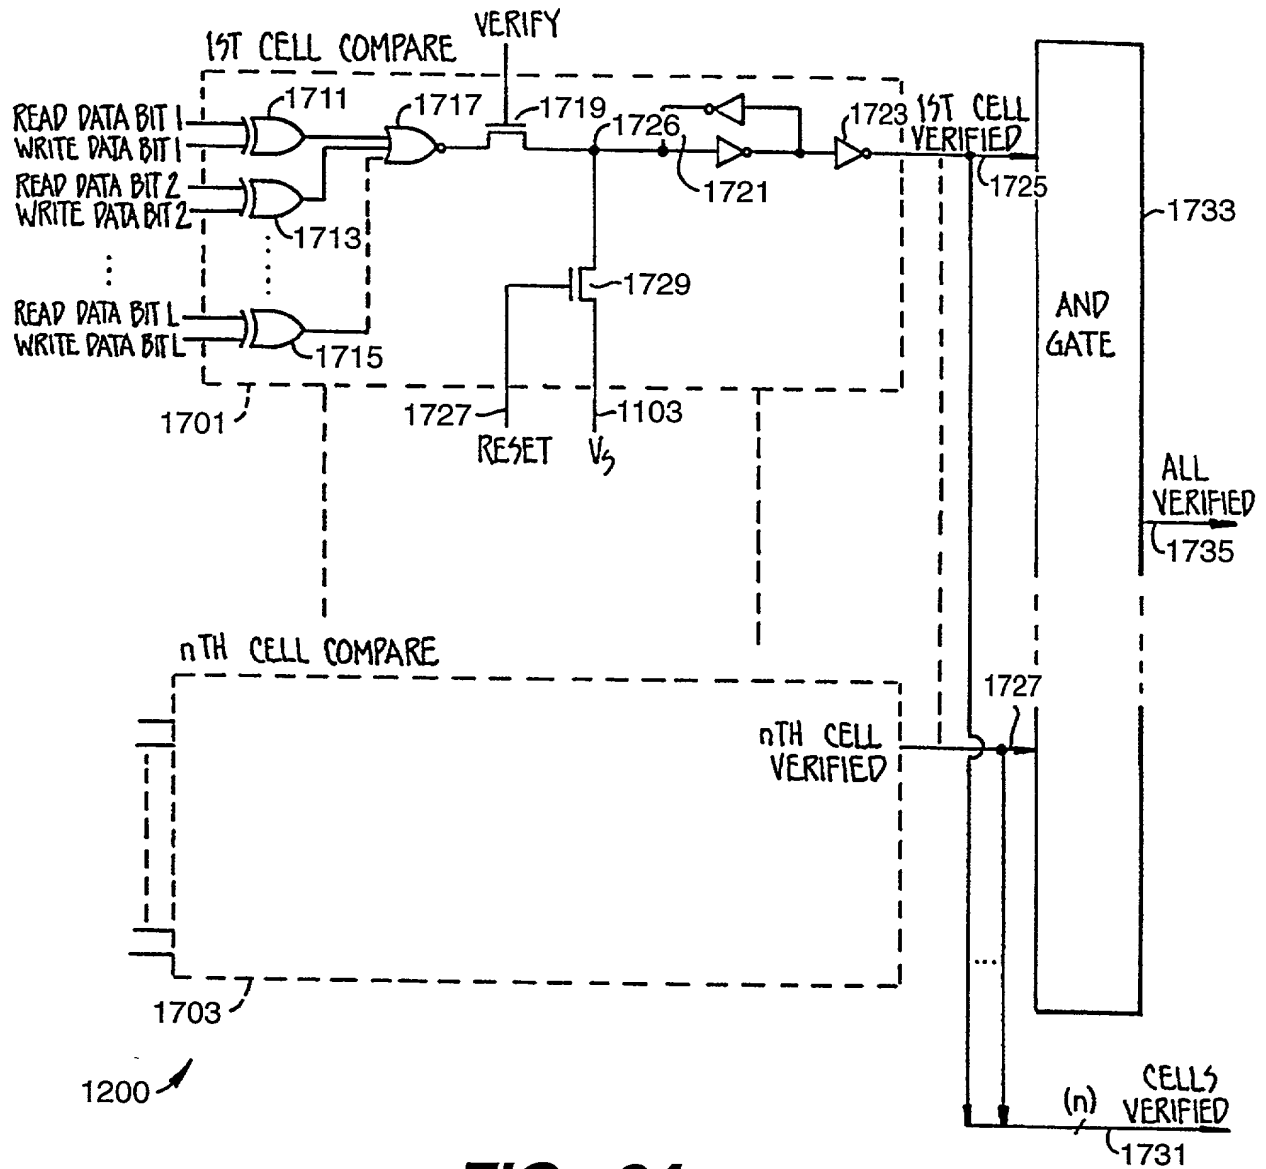 VERIFY
1ST CELL COMPARE
1711
1717
1719
1726
1723
1ST CELL
VERIFIED
READ DATA BIT 1
WRITE DATA BIT 1
1721
1725
READ DATA BIT 2
WRITE DATA BIT 2
1713
1733
1729
AND
GATE
READ DATA BIT L
WRITE DATA BIT L
1715
1701
1727
1103
RESET
VS
ALL
VERIFIED
1735
nTH CELL COMPARE
1727
nTH CELL
VERIFIED
...
1703
1200
(n)
CELLS
VERIFIED
1731